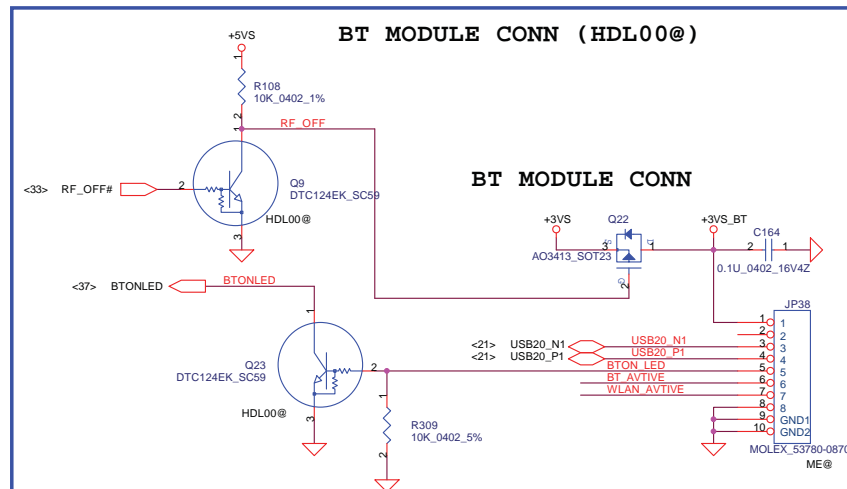 BT MODULE CONN (HDL00@)
+5VS
1
R108
10K_0402_1%
2
1
RF_OFF
<33> RF_OFF#
2
Q9
DTC124EK_SC59
HDL00@
3
BT MODULE CONN
+3VS
Q22
+3VS_BT
3
S
D
1
C164
2
1
AO3413_SOT23
G
2
0.1U_0402_16V4Z
<37> BTONLED
BTONLED
1
Q23
DTC124EK_SC59
2
HDL00@
3
1
R309
10K_0402_5%
2
JP38
1 1
2 2
<21> USB20_N1 USB20_N1 3 3
<21> USB20_P1 USB20_P1 4 4
BTON_LED 5 5
BT_AVTIVE 6 6
WLAN_AVTIVE 7 7
8 8
9 GND1
10 GND2
MOLEX_53780-0870
ME@